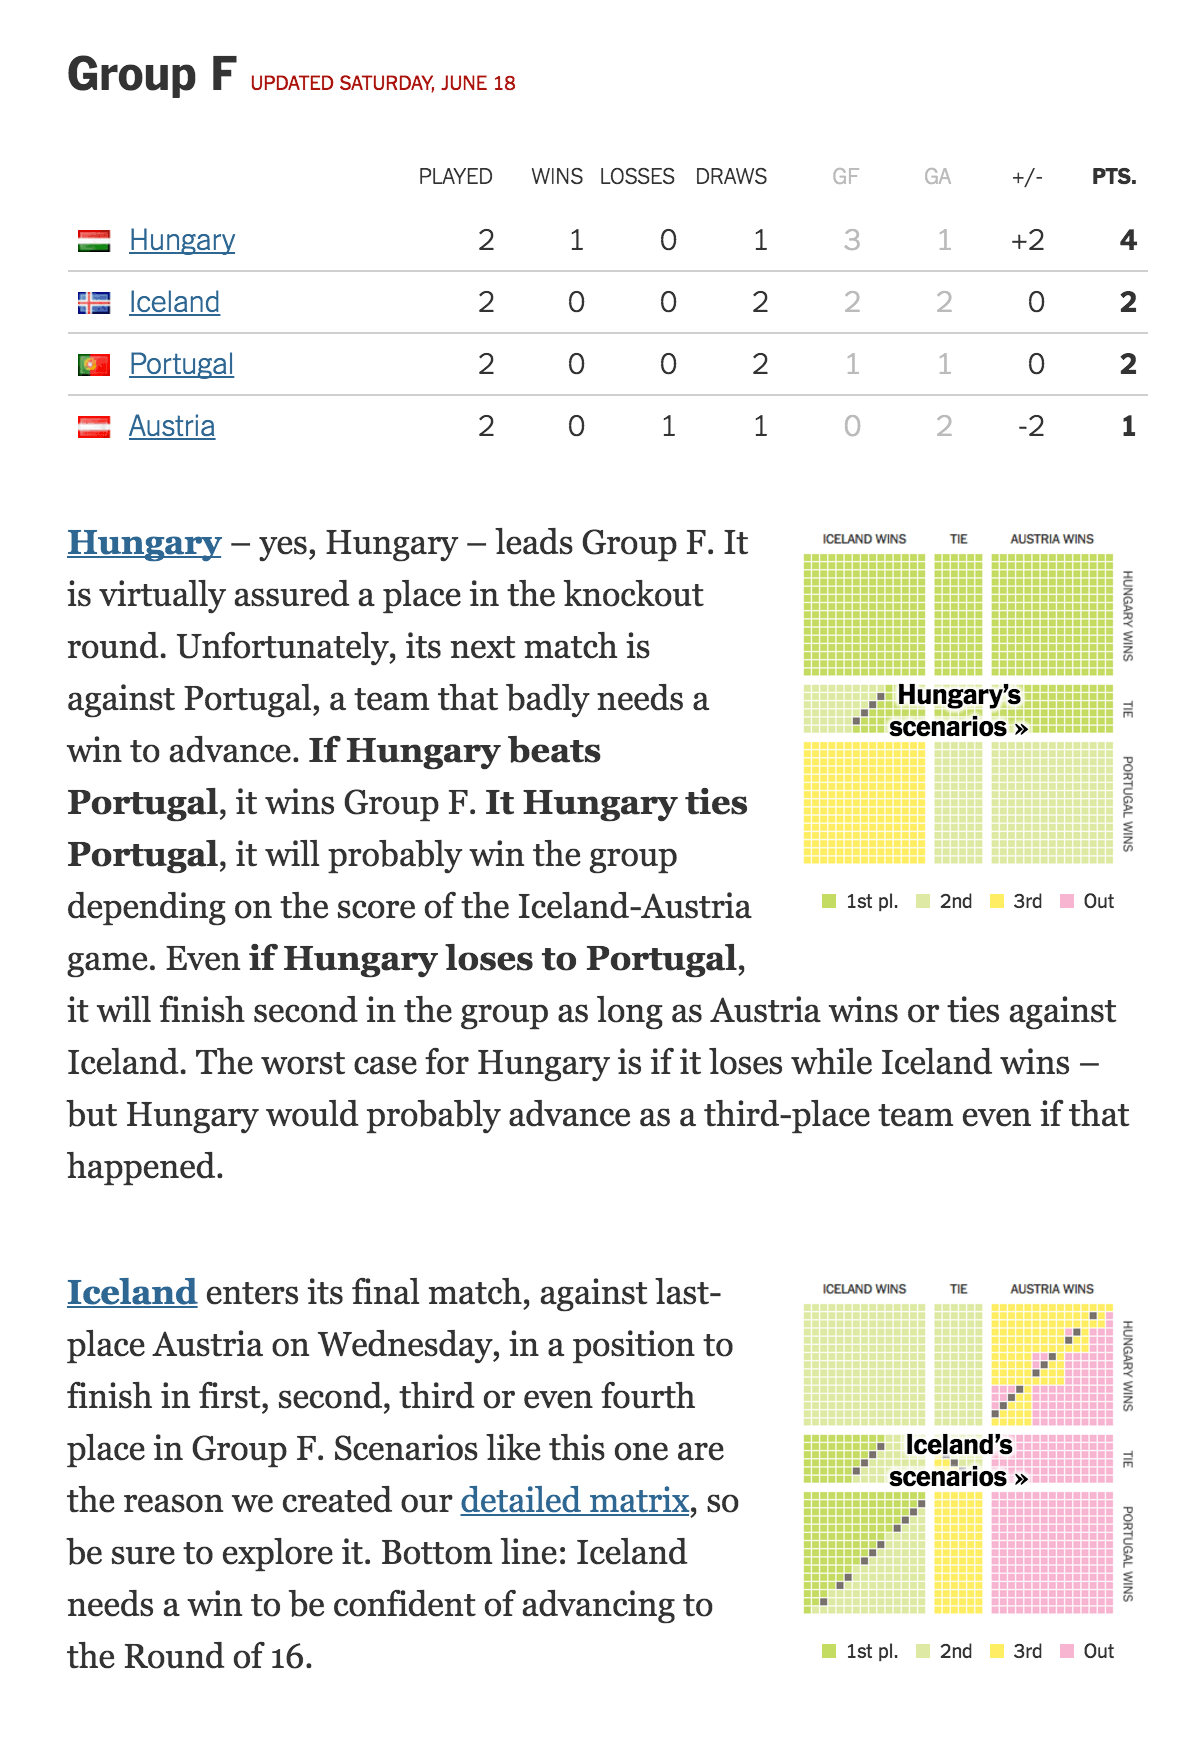 Group F UPDATED SATURDAY, JUNE 18
PLAYED WINS LOSSES DRAWS GF GA +/- PTS.
Hungary 2 1 0 1 3 1 +2 4
Iceland 2 0 0 2 2 2 0 2
Portugal 2 0 0 2 1 1 0 2
Austria 2 0 1 1 0 2 -2 1
Hungary – yes, Hungary – leads Group F. It
is virtually assured a place in the knockout
round. Unfortunately, its next match is
against Portugal, a team that badly needs a
win to advance. If Hungary beats
Portugal, it wins Group F. It Hungary ties
Portugal, it will probably win the group
depending on the score of the Iceland-Austria
game. Even if Hungary loses to Portugal,
it will finish second in the group as long as Austria wins or ties against
Iceland. The worst case for Hungary is if it loses while Iceland wins –
but Hungary would probably advance as a third-place team even if that
happened.
ICELAND WINS TIE AUSTRIA WINS
HUNGARY WINS
TIE
PORTUGAL WINS
Hungary's
scenarios »
1st pl. 2nd 3rd Out
Iceland enters its final match, against last-
place Austria on Wednesday, in a position to
finish in first, second, third or even fourth
place in Group F. Scenarios like this one are
the reason we created our detailed matrix, so
be sure to explore it. Bottom line: Iceland
needs a win to be confident of advancing to
the Round of 16.
ICELAND WINS TIE AUSTRIA WINS
HUNGARY WINS
TIE
PORTUGAL WINS
Iceland's
scenarios »
1st pl. 2nd 3rd Out